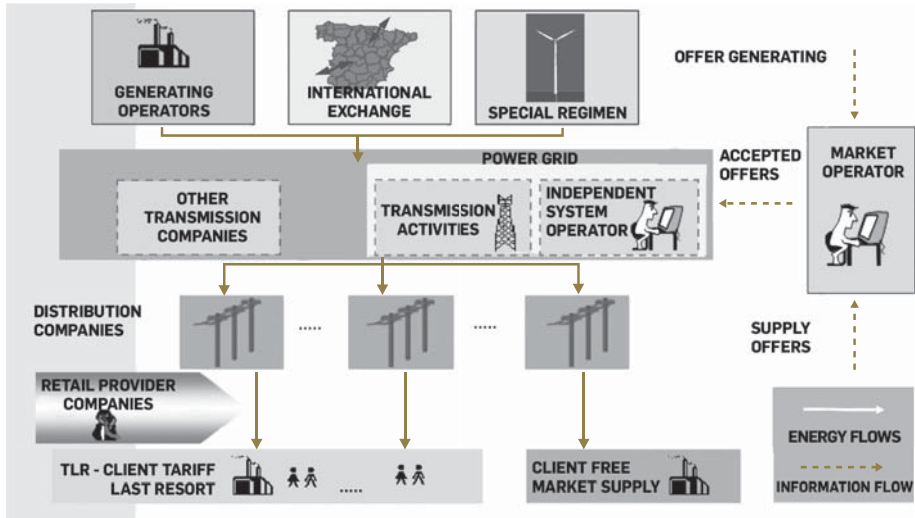 GENERATING
OPERATORS
INTERNATIONAL
EXCHANGE
SPECIAL REGIMEN
OFFER GENERATING
POWER GRID
OTHER
TRANSMISSION
COMPANIES
TRANSMISSION
ACTIVITIES
INDEPENDENT
SYSTEM
OPERATOR
ACCEPTED
OFFERS
MARKET
OPERATOR
DISTRIBUTION
COMPANIES
.....
.....
SUPPLY
OFFERS
RETAIL PROVIDER
COMPANIES
TLR - CLIENT TARIFF
LAST RESORT
.....
CLIENT FREE
MARKET SUPPLY
ENERGY FLOWS
INFORMATION FLOW